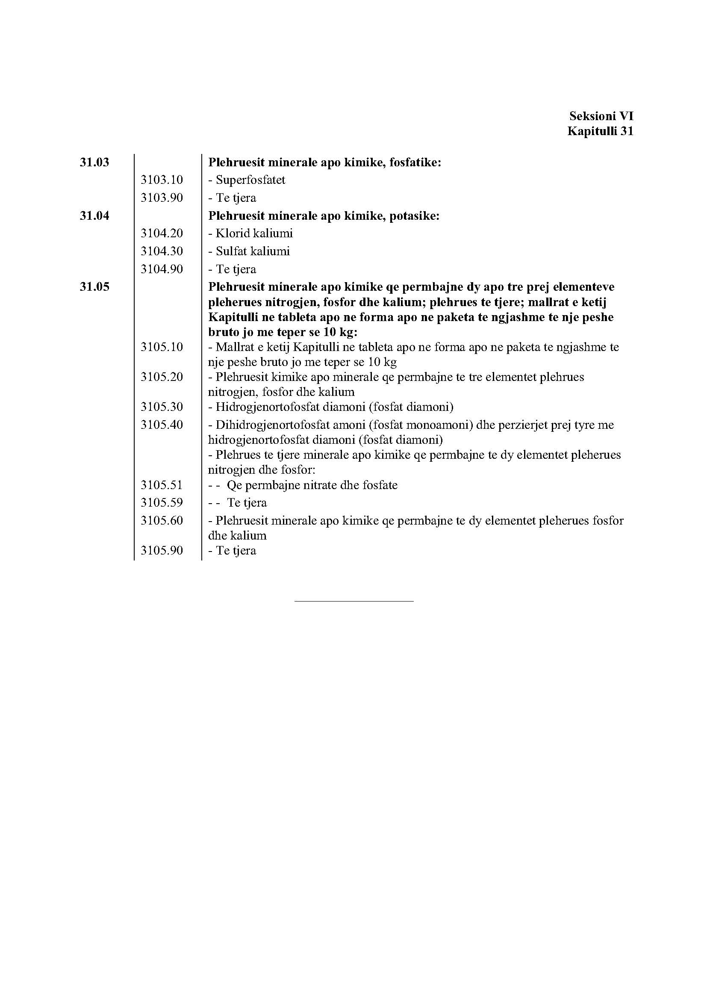 Seksioni VI
Kapitulli 31
31.03 Plehruesit minerale apo kimike, fosfatike:
3103.10 - Superfosfatet
3103.90 - Te tjera
31.04 Plehruesit minerale apo kimike, potasike:
3104.20 - Klorid kaliumi
3104.30 - Sulfat kaliumi
3104.90 - Te tjera
31.05 Plehruesit minerale apo kimike qe permbajne dy apo tre prej elementeve
pleherues nitrogjen, fosfor dhe kalium; plehrues te tjere; mallrat e ketij
Kapitulli ne tableta apo ne forma apo ne paketa te ngjashme te nje peshe
bruto jo me teper se 10 kg:
3105.10 - Mallrat e ketij Kapitulli ne tableta apo ne forma apo ne paketa te ngjashme te
nje peshe bruto jo me teper se 10 kg
3105.20 - Plehruesit kimike apo minerale qe permbajne te tre elementet plehrues
nitrogjen, fosfor dhe kalium
3105.30 - Hidrogjenortofosfat diamoni (fosfat diamoni)
3105.40 - Dihidrogjenortofosfat amoni (fosfat monoamoni) dhe perzierjet prej tyre me
hidrogjenortofosfat diamoni (fosfat diamoni)
- Plehrues te tjere minerale apo kimike qe permbajne te dy elementet pleherues
nitrogjen dhe fosfor:
3105.51 - - Qe permbajne nitrate dhe fosfate
3105.59 - - Te tjera
3105.60 - Plehruesit minerale apo kimike qe permbajne te dy elementet pleherues fosfor
dhe kalium
3105.90 - Te tjera